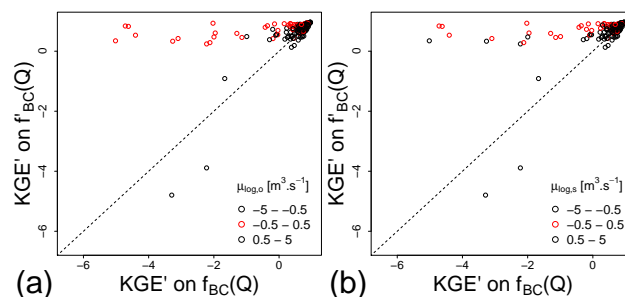 0
−2
−4
−6
KGE' on f'BC(Q)
μlog,o [m³.s⁻¹]
−5 – −0.5
−0.5 – 0.5
0.5 – 5
−6 −4 −2 0
(a) KGE' on fBC(Q)
0
−2
−4
−6
KGE' on f'BC(Q)
μlog,s [m³.s⁻¹]
−5 – −0.5
−0.5 – 0.5
0.5 – 5
−6 −4 −2 0
(b) KGE' on fBC(Q)